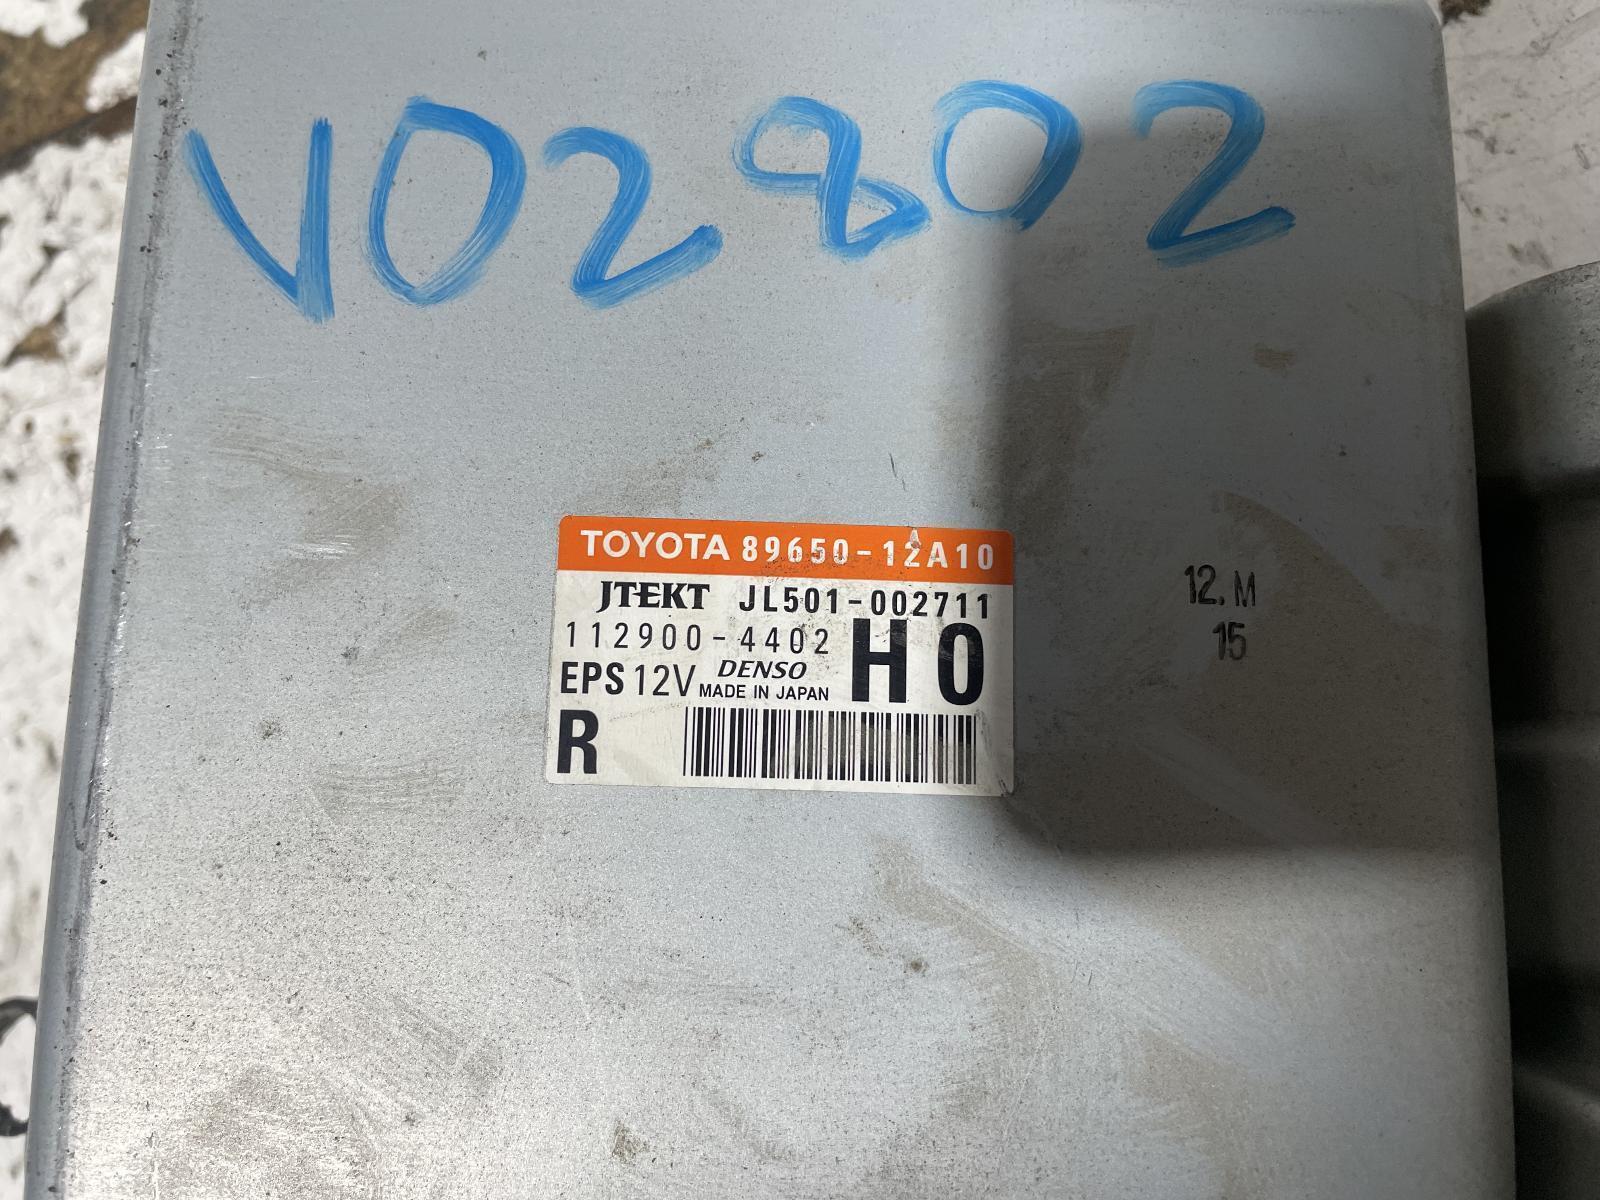 V02802
TOYOTA 89650-12A10
JTEKT JL501-002711
112900-4402 H0
EPS 12V DENSO
MADE IN JAPAN
R
12.M
15